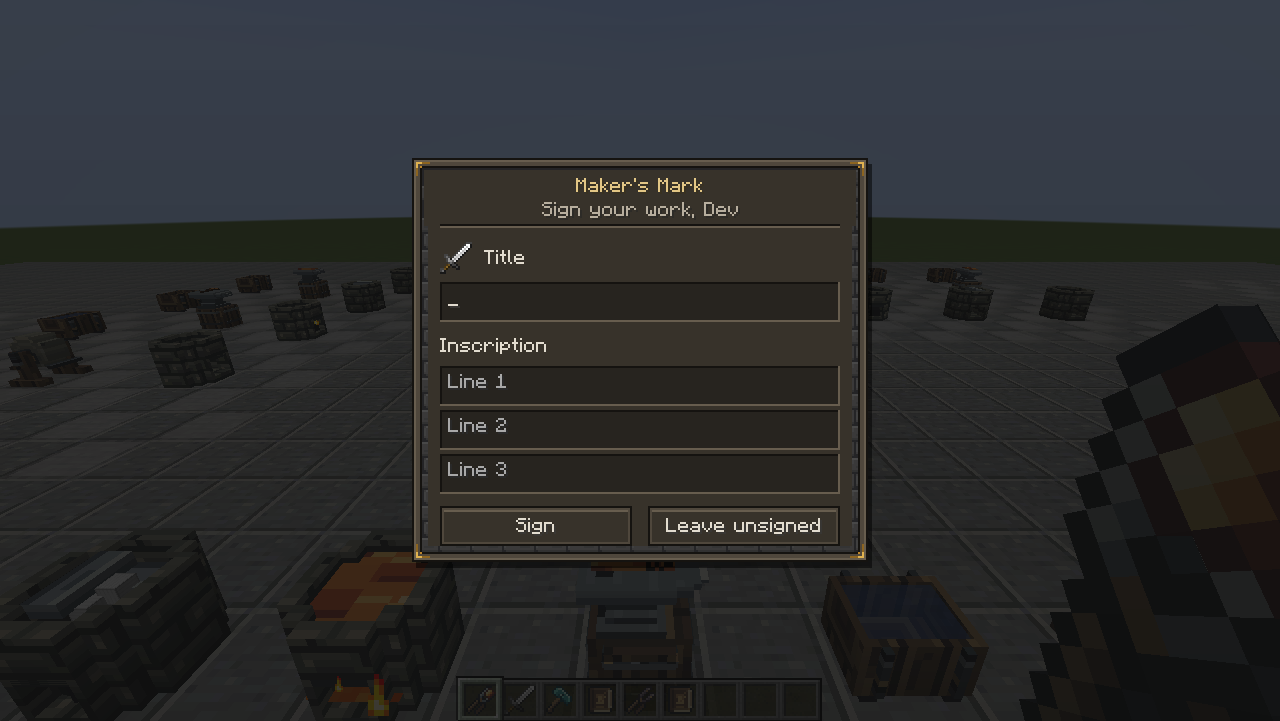 Maker's Mark
Sign your work, Dev
Title
_
Inscription
Line 1
Line 2
Line 3
Sign
Leave unsigned